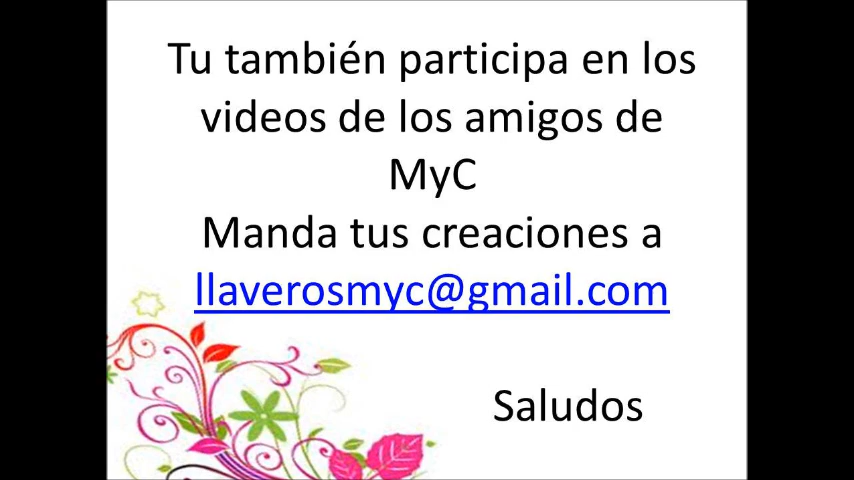 Tu también participa en los
videos de los amigos de
MyC
Manda tus creaciones a
llaverosmyc@gmail.com
Saludos